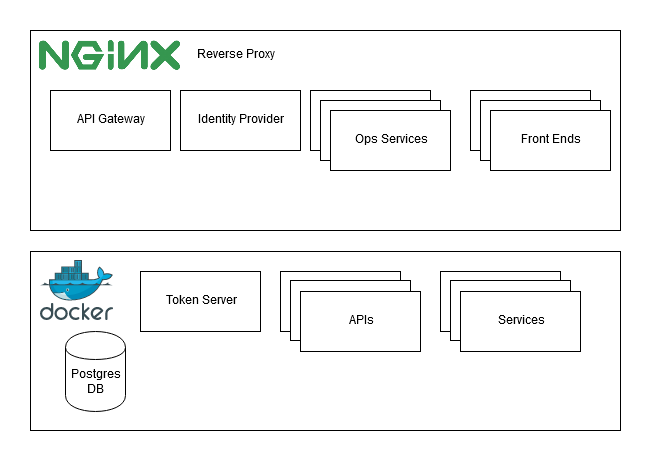 NGINX
Reverse Proxy
API Gateway
Identity Provider
Ops Services
Front Ends
docker
Token Server
APIs
Services
Postgres
DB